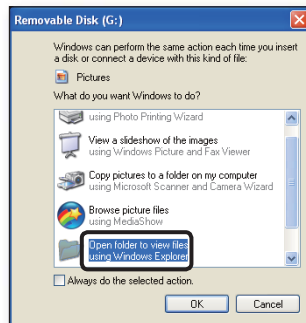 Removable Disk (G:)
Windows can perform the same action each time you insert
a disk or connect a device with this kind of file:
Pictures
What do you want Windows to do?
using Photo Printing Wizard
View a slideshow of the images
using Windows Picture and Fax Viewer
Copy pictures to a folder on my computer
using Microsoft Scanner and Camera Wizard
Browse picture files
using MediaShow
Open folder to view files
using Windows Explorer
Always do the selected action.
OK
Cancel